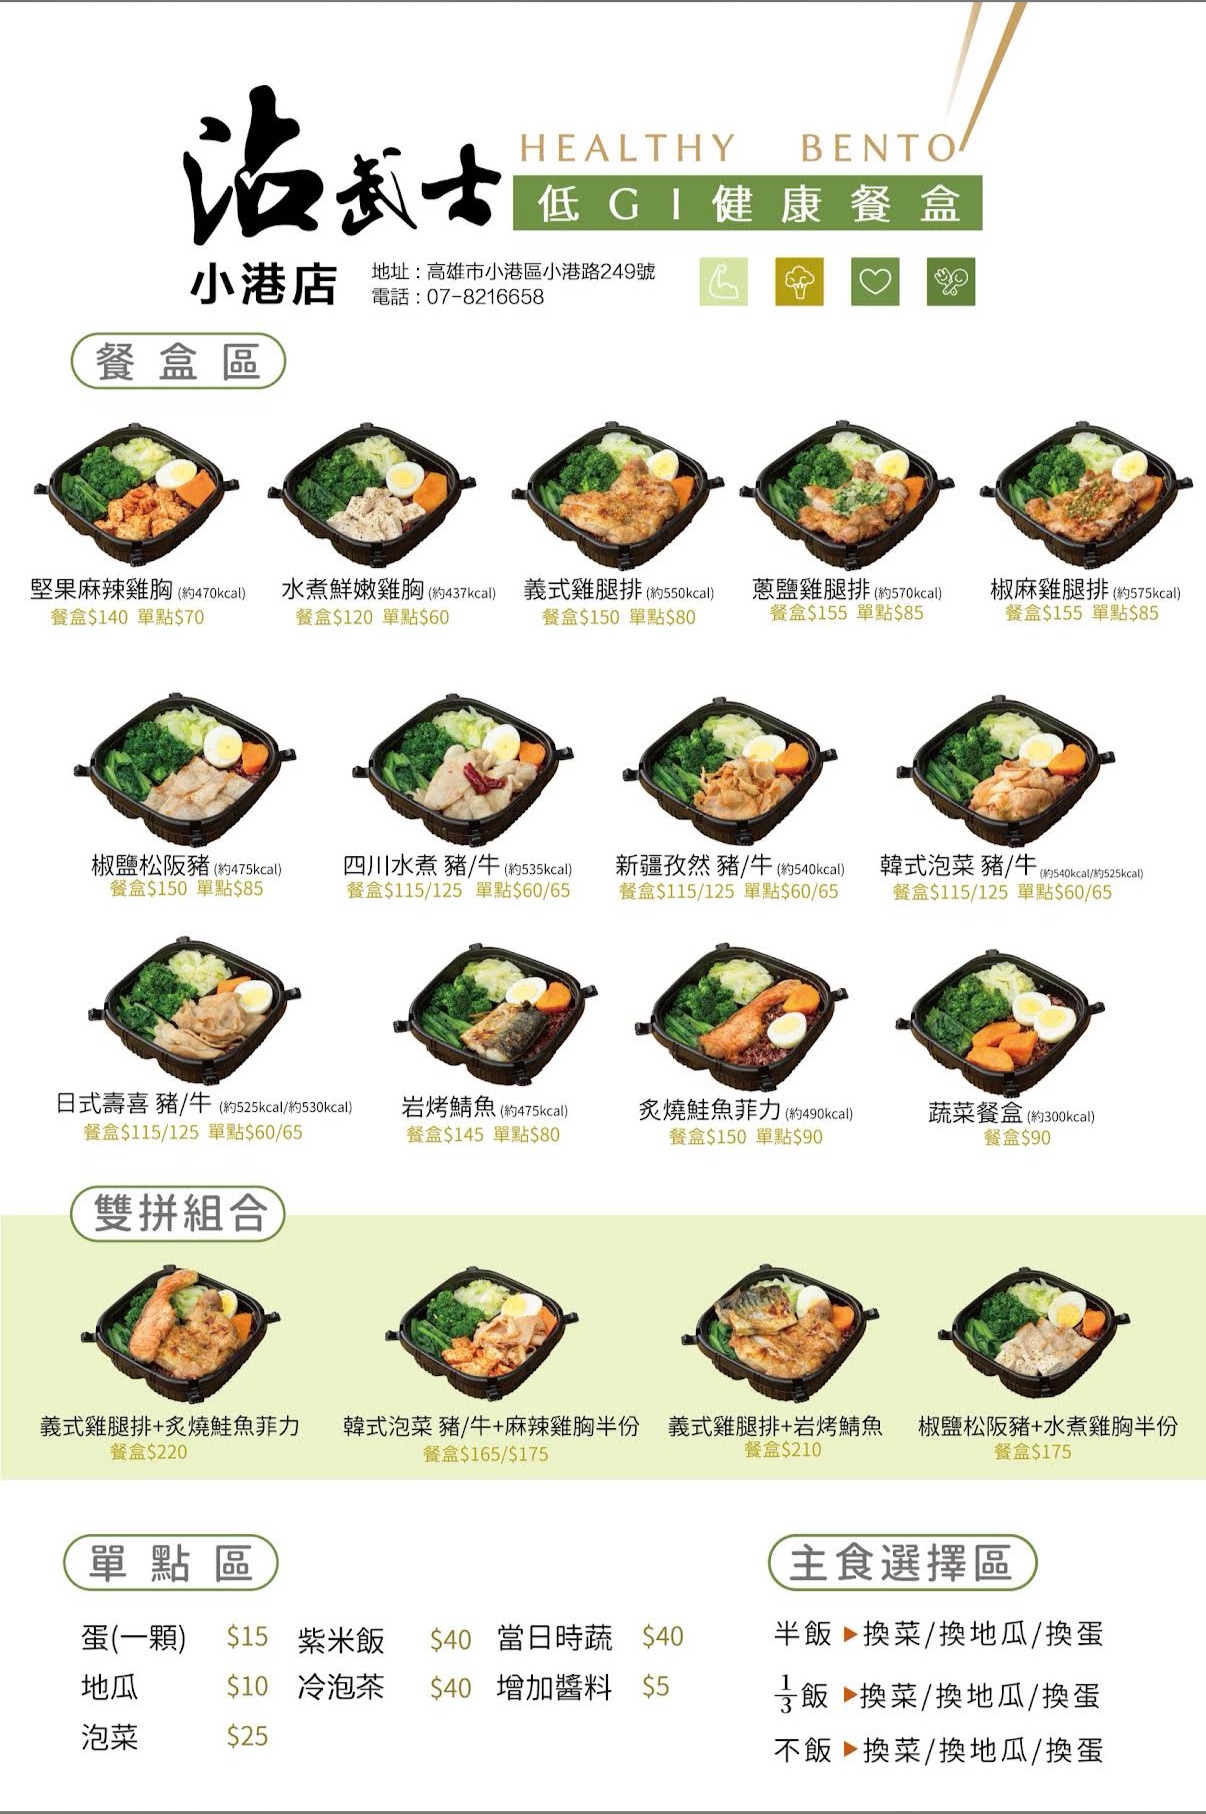 沾武士
HEALTHY BENTO
低GI健康餐盒
小港店
地址:高雄市小港區小港路249號
電話:07-8216658
餐盒區
堅果麻辣雞胸(約470kcal)
餐盒$140 單點$70
水煮鮮嫩雞胸(約437kcal)
餐盒$120 單點$60
義式雞腿排(約550kcal)
餐盒$150 單點$80
蔥鹽雞腿排(約570kcal)
餐盒$155 單點$85
椒麻雞腿排(約575kcal)
餐盒$155 單點$85
椒鹽松阪豬(約475kcal)
餐盒$150 單點$85
四川水煮 豬/牛(約535kcal)
餐盒$115/125 單點$60/65
新疆孜然 豬/牛(約540kcal)
餐盒$115/125 單點$60/65
韓式泡菜 豬/牛(約540kcal/約525kcal)
餐盒$115/125 單點$60/65
日式壽喜 豬/牛 (約525kcal/約530kcal)
餐盒$115/125 單點$60/65
岩烤鯖魚(約475kcal)
餐盒$145 單點$80
炙燒鮭魚菲力(約490kcal)
餐盒$150 單點$90
蔬菜餐盒(約300kcal)
餐盒$90
雙拼組合
義式雞腿排+炙燒鮭魚菲力
餐盒$220
韓式泡菜 豬/牛+麻辣雞胸半份
餐盒$165/$175
義式雞腿排+岩烤鯖魚
餐盒$210
椒鹽松阪豬+水煮雞胸半份
餐盒$175
單點區
蛋(一顆) $15 紫米飯 $40 當日時蔬 $40
地瓜 $10 冷泡茶 $40 增加醬料 $5
泡菜 $25
主食選擇區
半飯▶換菜/換地瓜/換蛋
1/3飯▶換菜/換地瓜/換蛋
不飯▶換菜/換地瓜/換蛋